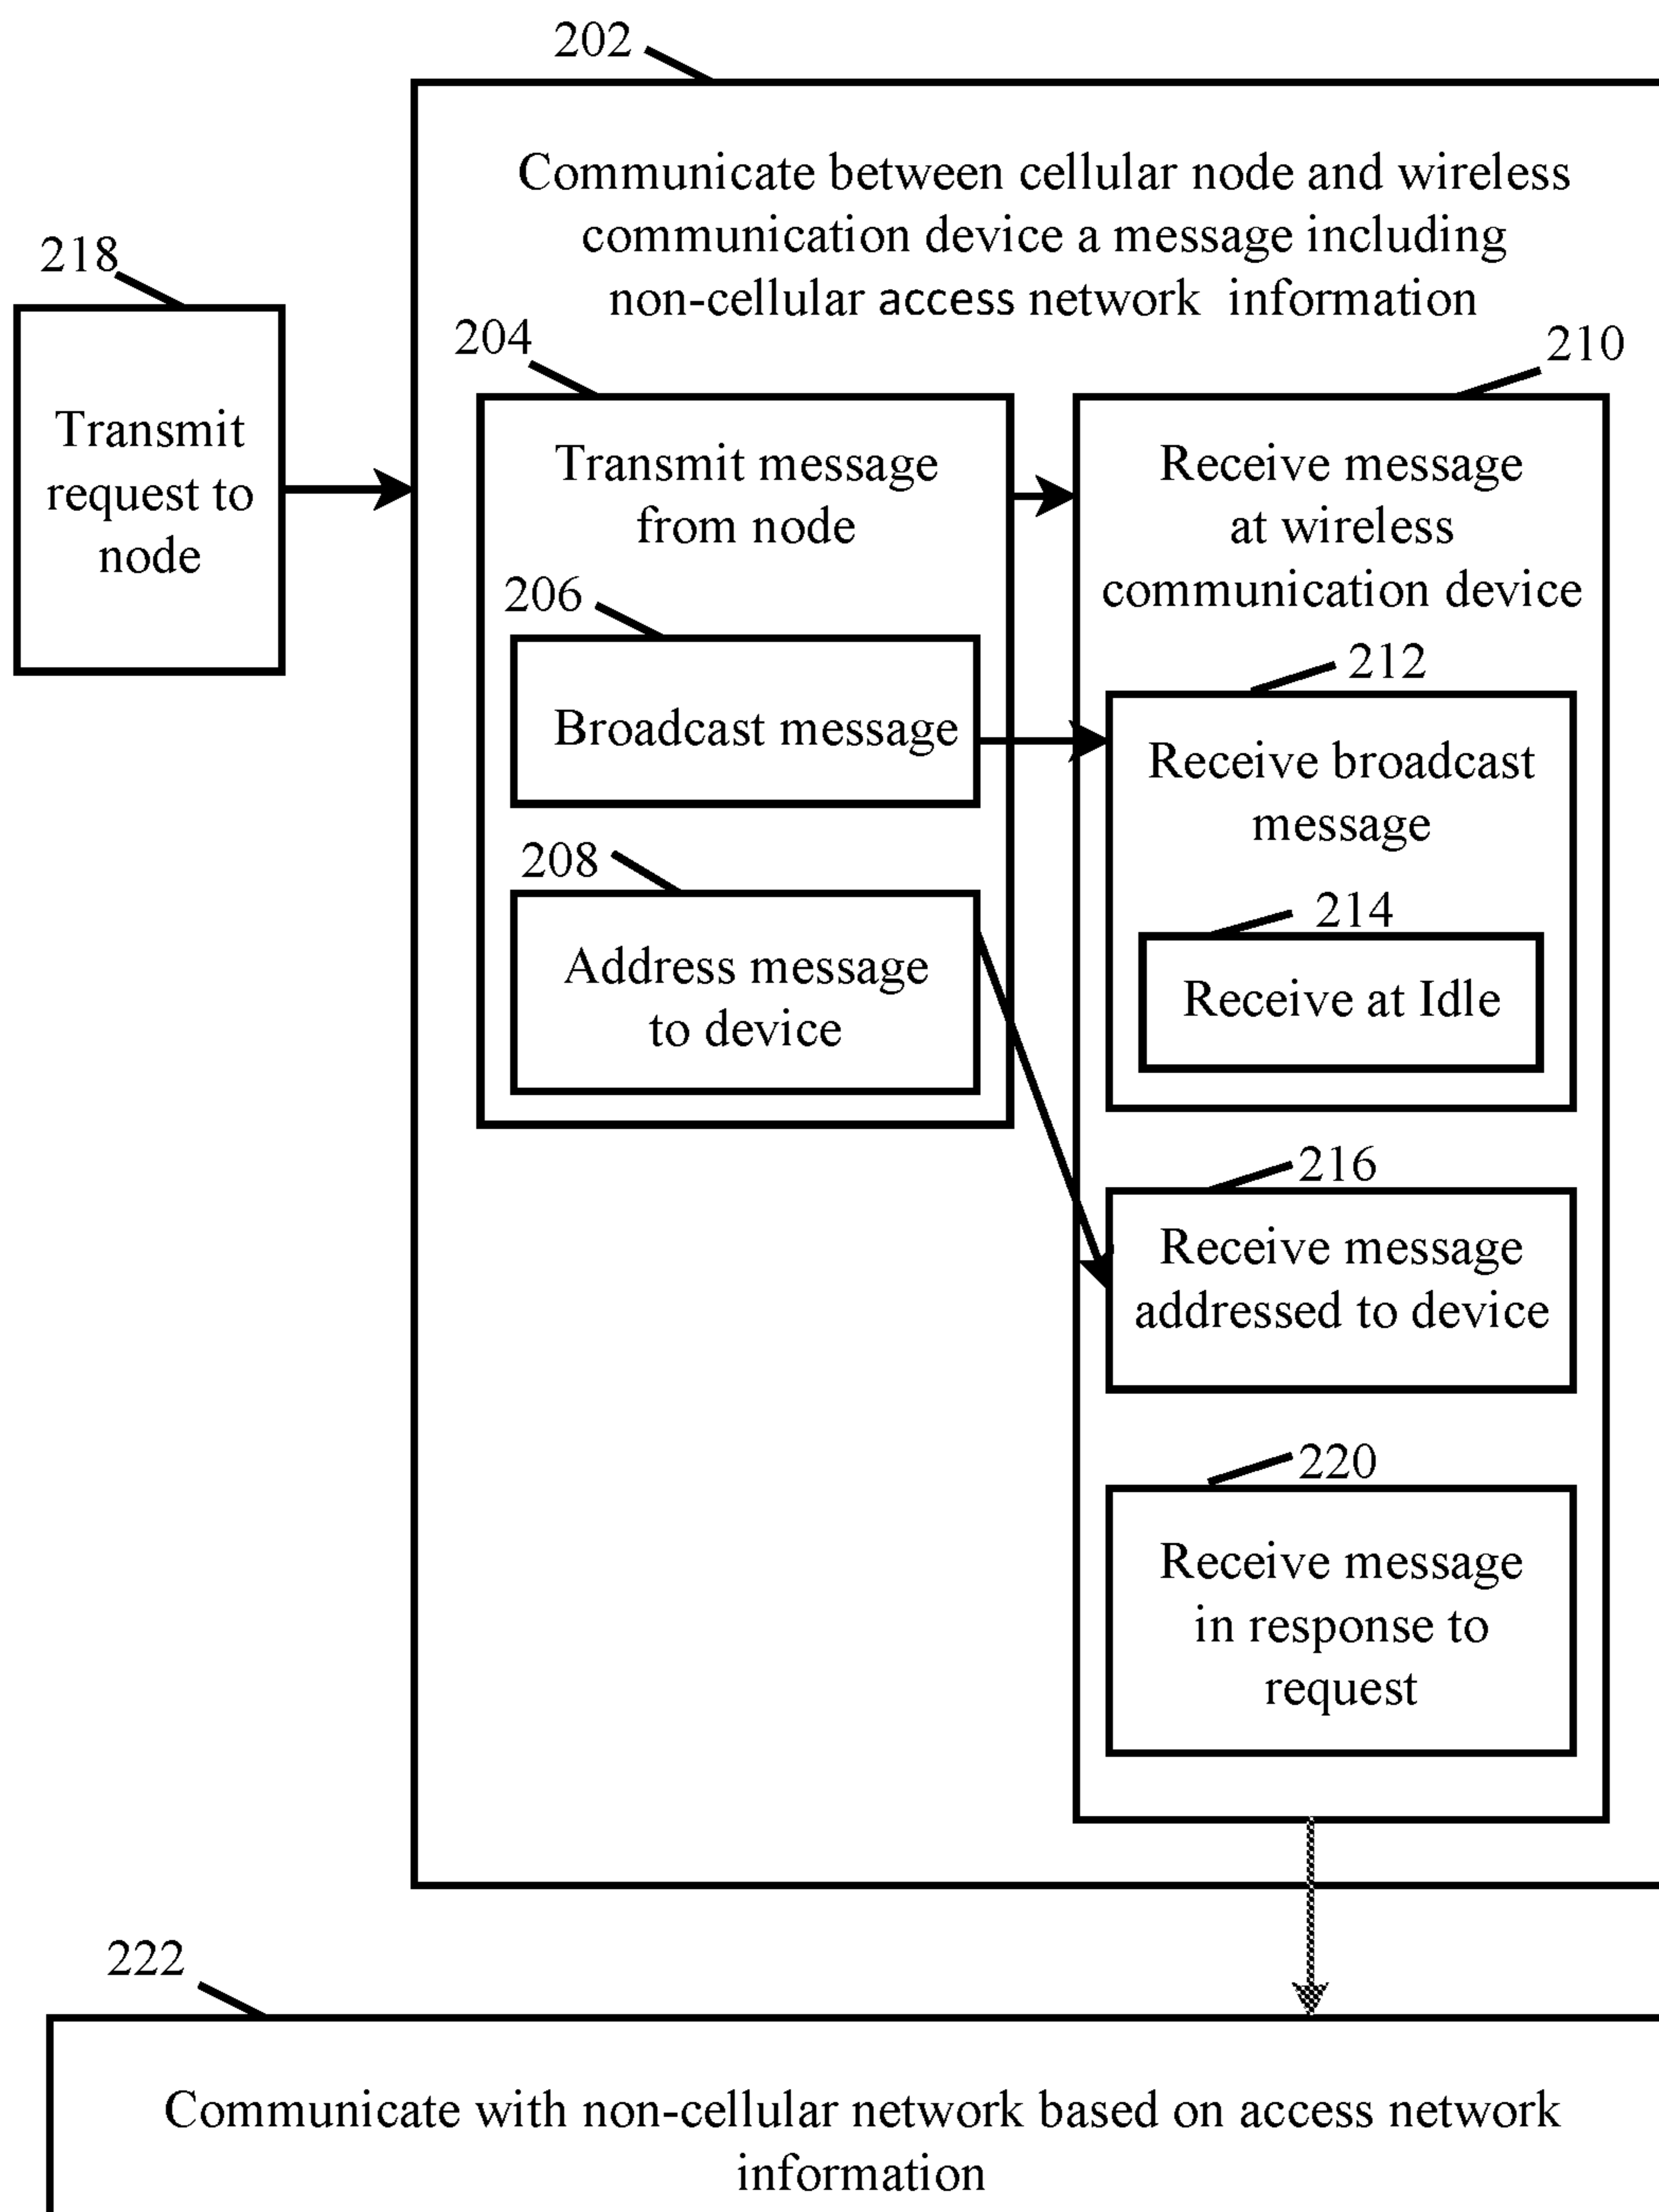 202
Communicate between cellular node and wireless
communication device a message including
non-cellular access network information
218
Transmit
request to
node
204
Transmit message
from node
206
Broadcast message
208
Address message
to device
210
Receive message
at wireless
communication device
212
Receive broadcast
message
214
Receive at Idle
216
Receive message
addressed to device
220
Receive message
in response to
request
222
Communicate with non-cellular network based on access network
information